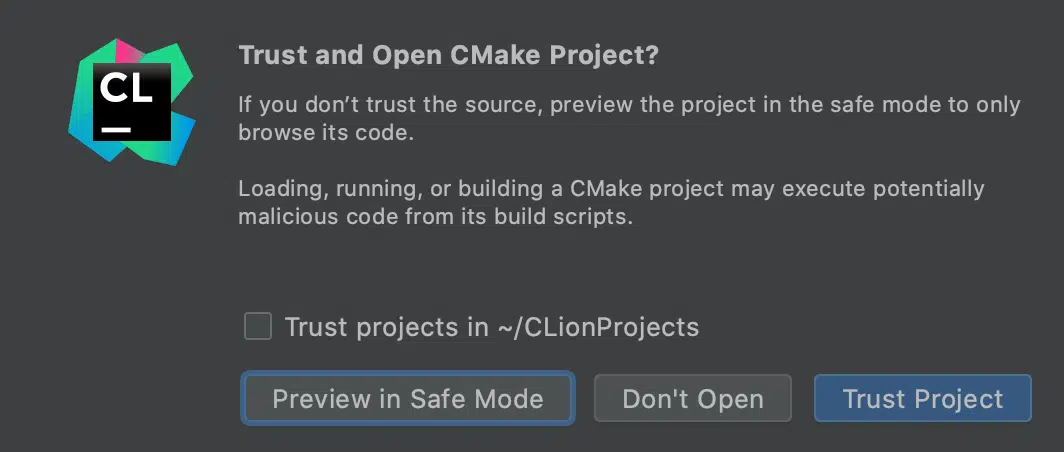 CL
Trust and Open CMake Project?
If you don’t trust the source, preview the project in the safe mode to only
browse its code.
Loading, running, or building a CMake project may execute potentially
malicious code from its build scripts.
Trust projects in ~/CLionProjects
Preview in Safe Mode
Don't Open
Trust Project